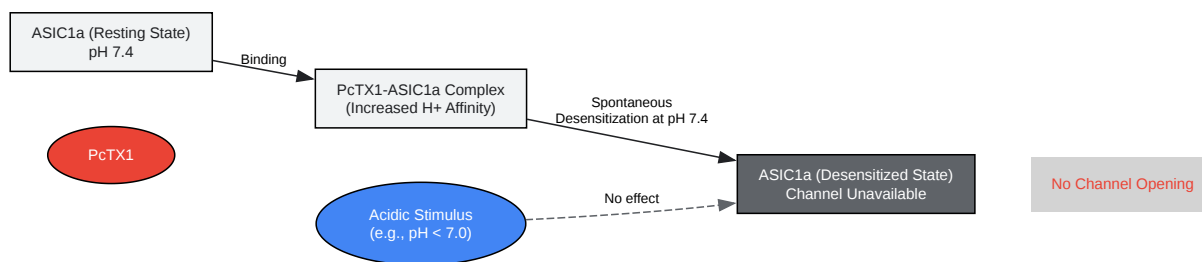 ASIC1a (Resting State)
pH 7.4
Binding
PcTX1-ASIC1a Complex
(Increased H+ Affinity)
Spontaneous
Desensitization at pH 7.4
PcTX1
ASIC1a (Desensitized State)
Channel Unavailable
No Channel Opening
No effect
Acidic Stimulus
(e.g., pH < 7.0)